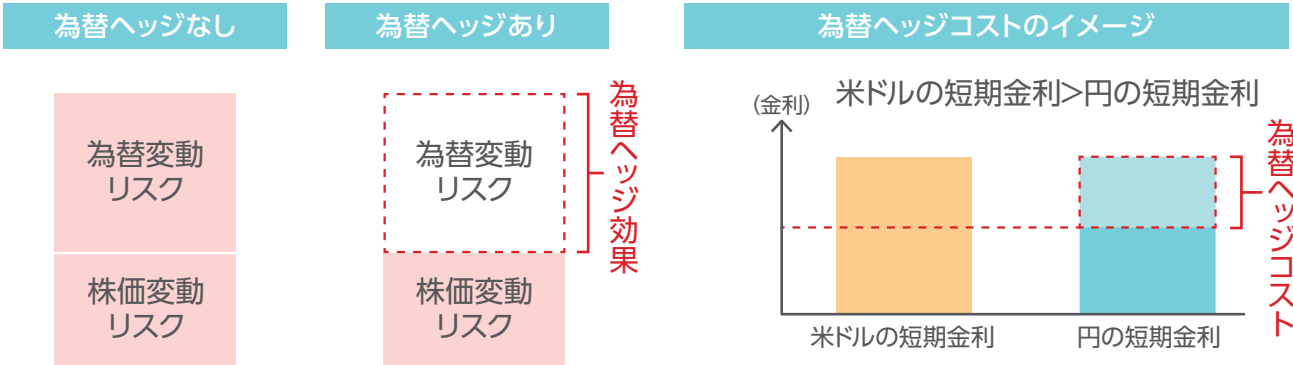 為替ヘッジなし
為替変動
リスク
株価変動
リスク
為替ヘッジあり
為替変動
リスク
株価変動
リスク
為替ヘッジ効果
為替ヘッジコストのイメージ
米ドルの短期金利>円の短期金利
(金利)
米ドルの短期金利
円の短期金利
為替ヘッジコスト